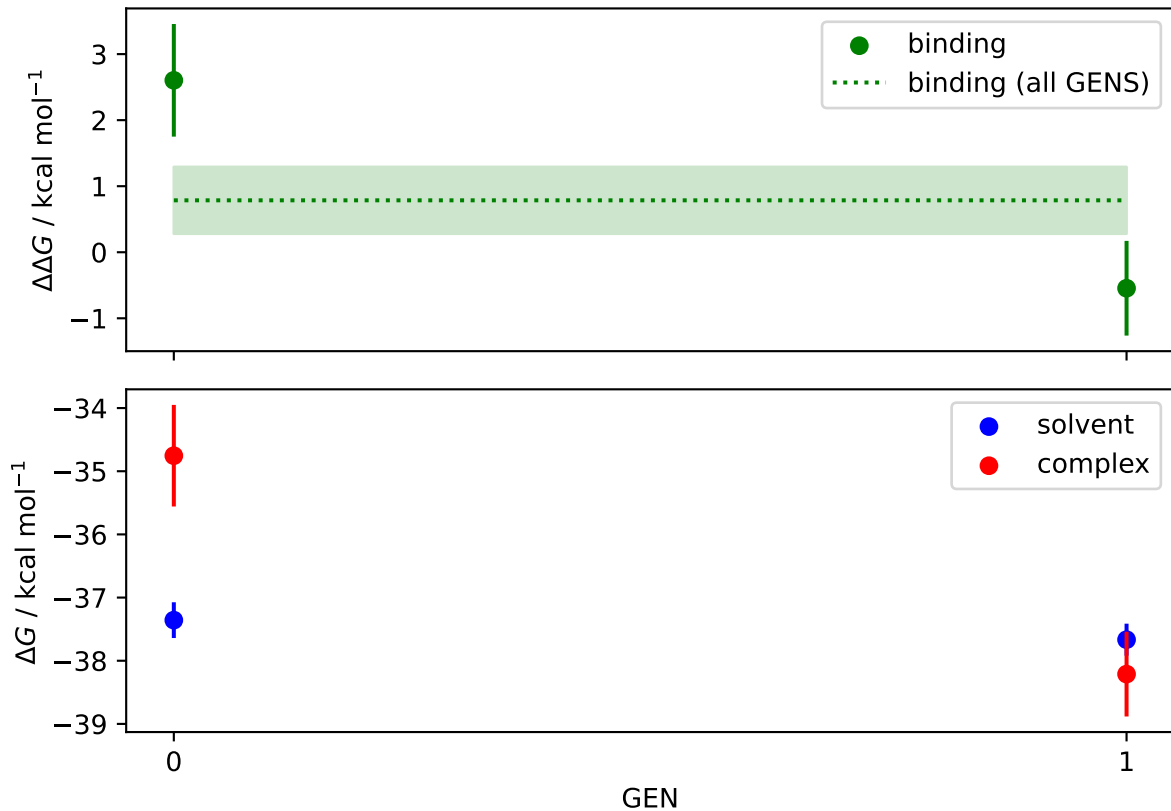 ΔΔG / kcal mol⁻¹
3
2
1
0
−1
binding
binding (all GENS)
ΔG / kcal mol⁻¹
−34
−35
−36
−37
−38
−39
solvent
complex
0
1
GEN